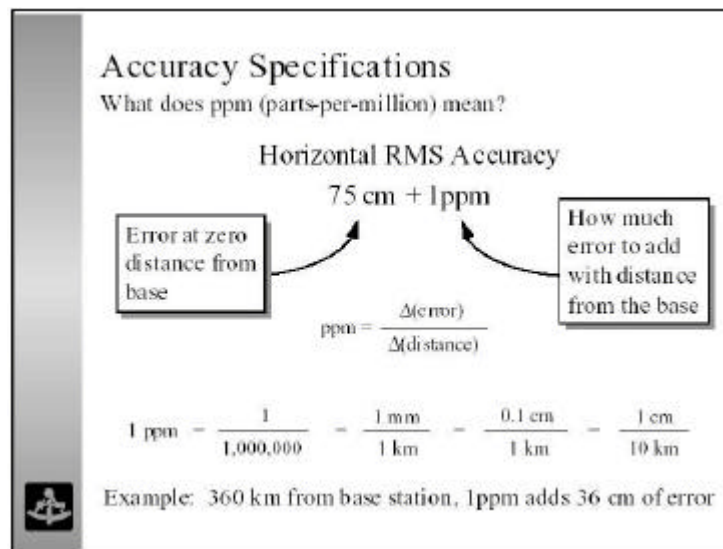 Accuracy Specifications
What does ppm (parts-per-million) mean?
Horizontal RMS Accuracy
75 cm + 1ppm
Error at zero
distance from
base
How much
error to add
with distance
from the base
ppm = Δ(error) / Δ(distance)
1 ppm = 1 / 1,000,000 = 1 mm / 1 km = 0.1 cm / 1 km = 1 cm / 10 km
Example: 360 km from base station, 1ppm adds 36 cm of error